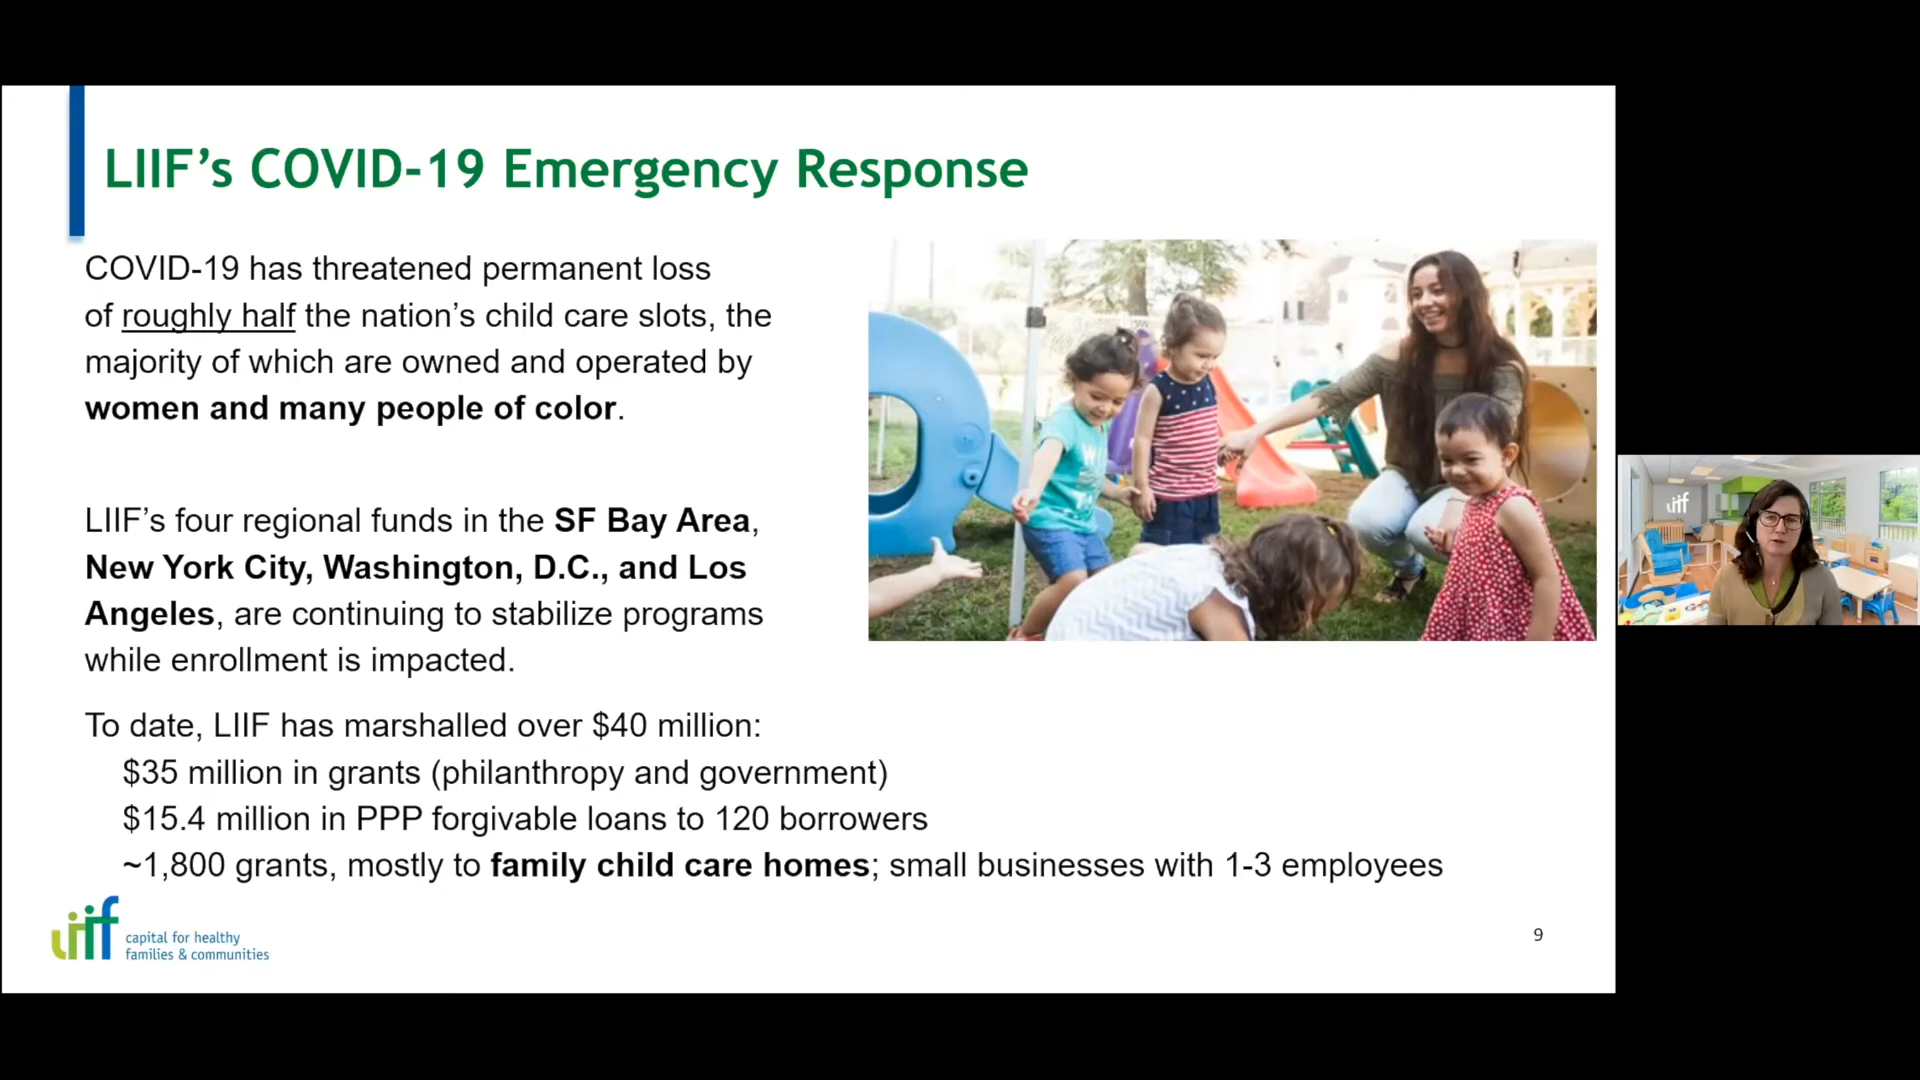 LIIF’s COVID-19 Emergency Response
COVID-19 has threatened permanent loss
of roughly half the nation’s child care slots, the
majority of which are owned and operated by
women and many people of color.
LIIF’s four regional funds in the SF Bay Area,
New York City, Washington, D.C., and Los
Angeles, are continuing to stabilize programs
while enrollment is impacted.
To date, LIIF has marshalled over $40 million:
$35 million in grants (philanthropy and government)
$15.4 million in PPP forgivable loans to 120 borrowers
~1,800 grants, mostly to family child care homes; small businesses with 1-3 employees
liif
capital for healthy
families & communities
9
liif